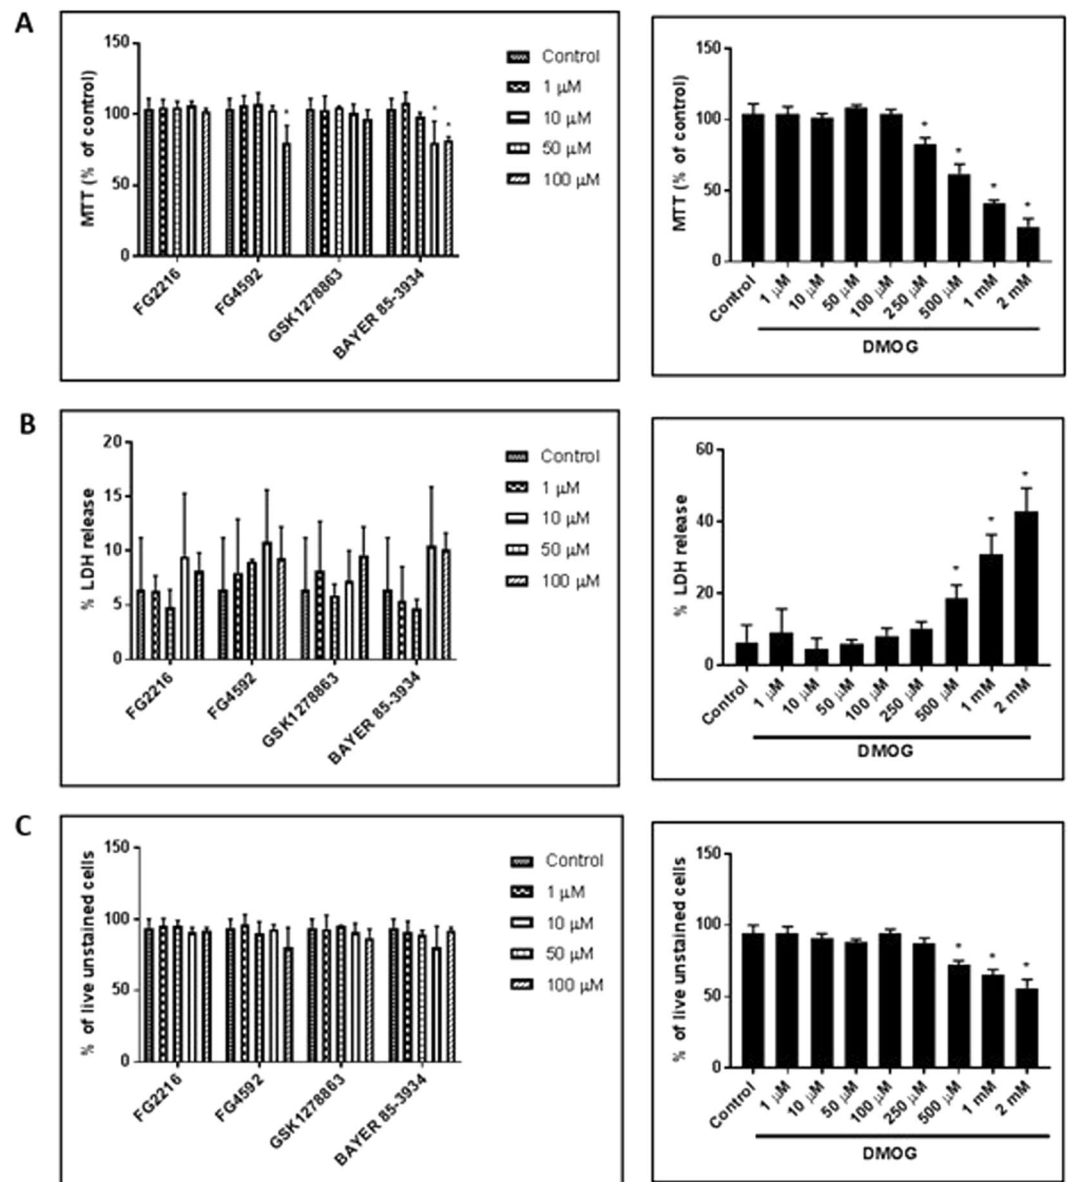 A
MTT (% of control)
150
100
50
0
* * *
FG2216
FG4592
GSK1278863
BAYER 85-3934
Control
1 µM
10 µM
50 µM
100 µM
MTT (% of control)
150
100
50
0
* * * *
Control
1 µM
10 µM
50 µM
100 µM
250 µM
500 µM
1 mM
2 mM
DMOG
B
% LDH release
20
15
10
5
0
FG2216
FG4592
GSK1278863
BAYER 85-3934
Control
1 µM
10 µM
50 µM
100 µM
% LDH release
60
40
20
0
* * *
Control
1 µM
10 µM
50 µM
100 µM
250 µM
500 µM
1 mM
2 mM
DMOG
C
% of live unstained cells
150
100
50
0
FG2216
FG4592
GSK1278863
BAYER 85-3934
Control
1 µM
10 µM
50 µM
100 µM
% of live unstained cells
150
100
50
0
* * *
Control
1 µM
10 µM
50 µM
100 µM
250 µM
500 µM
1 mM
2 mM
DMOG